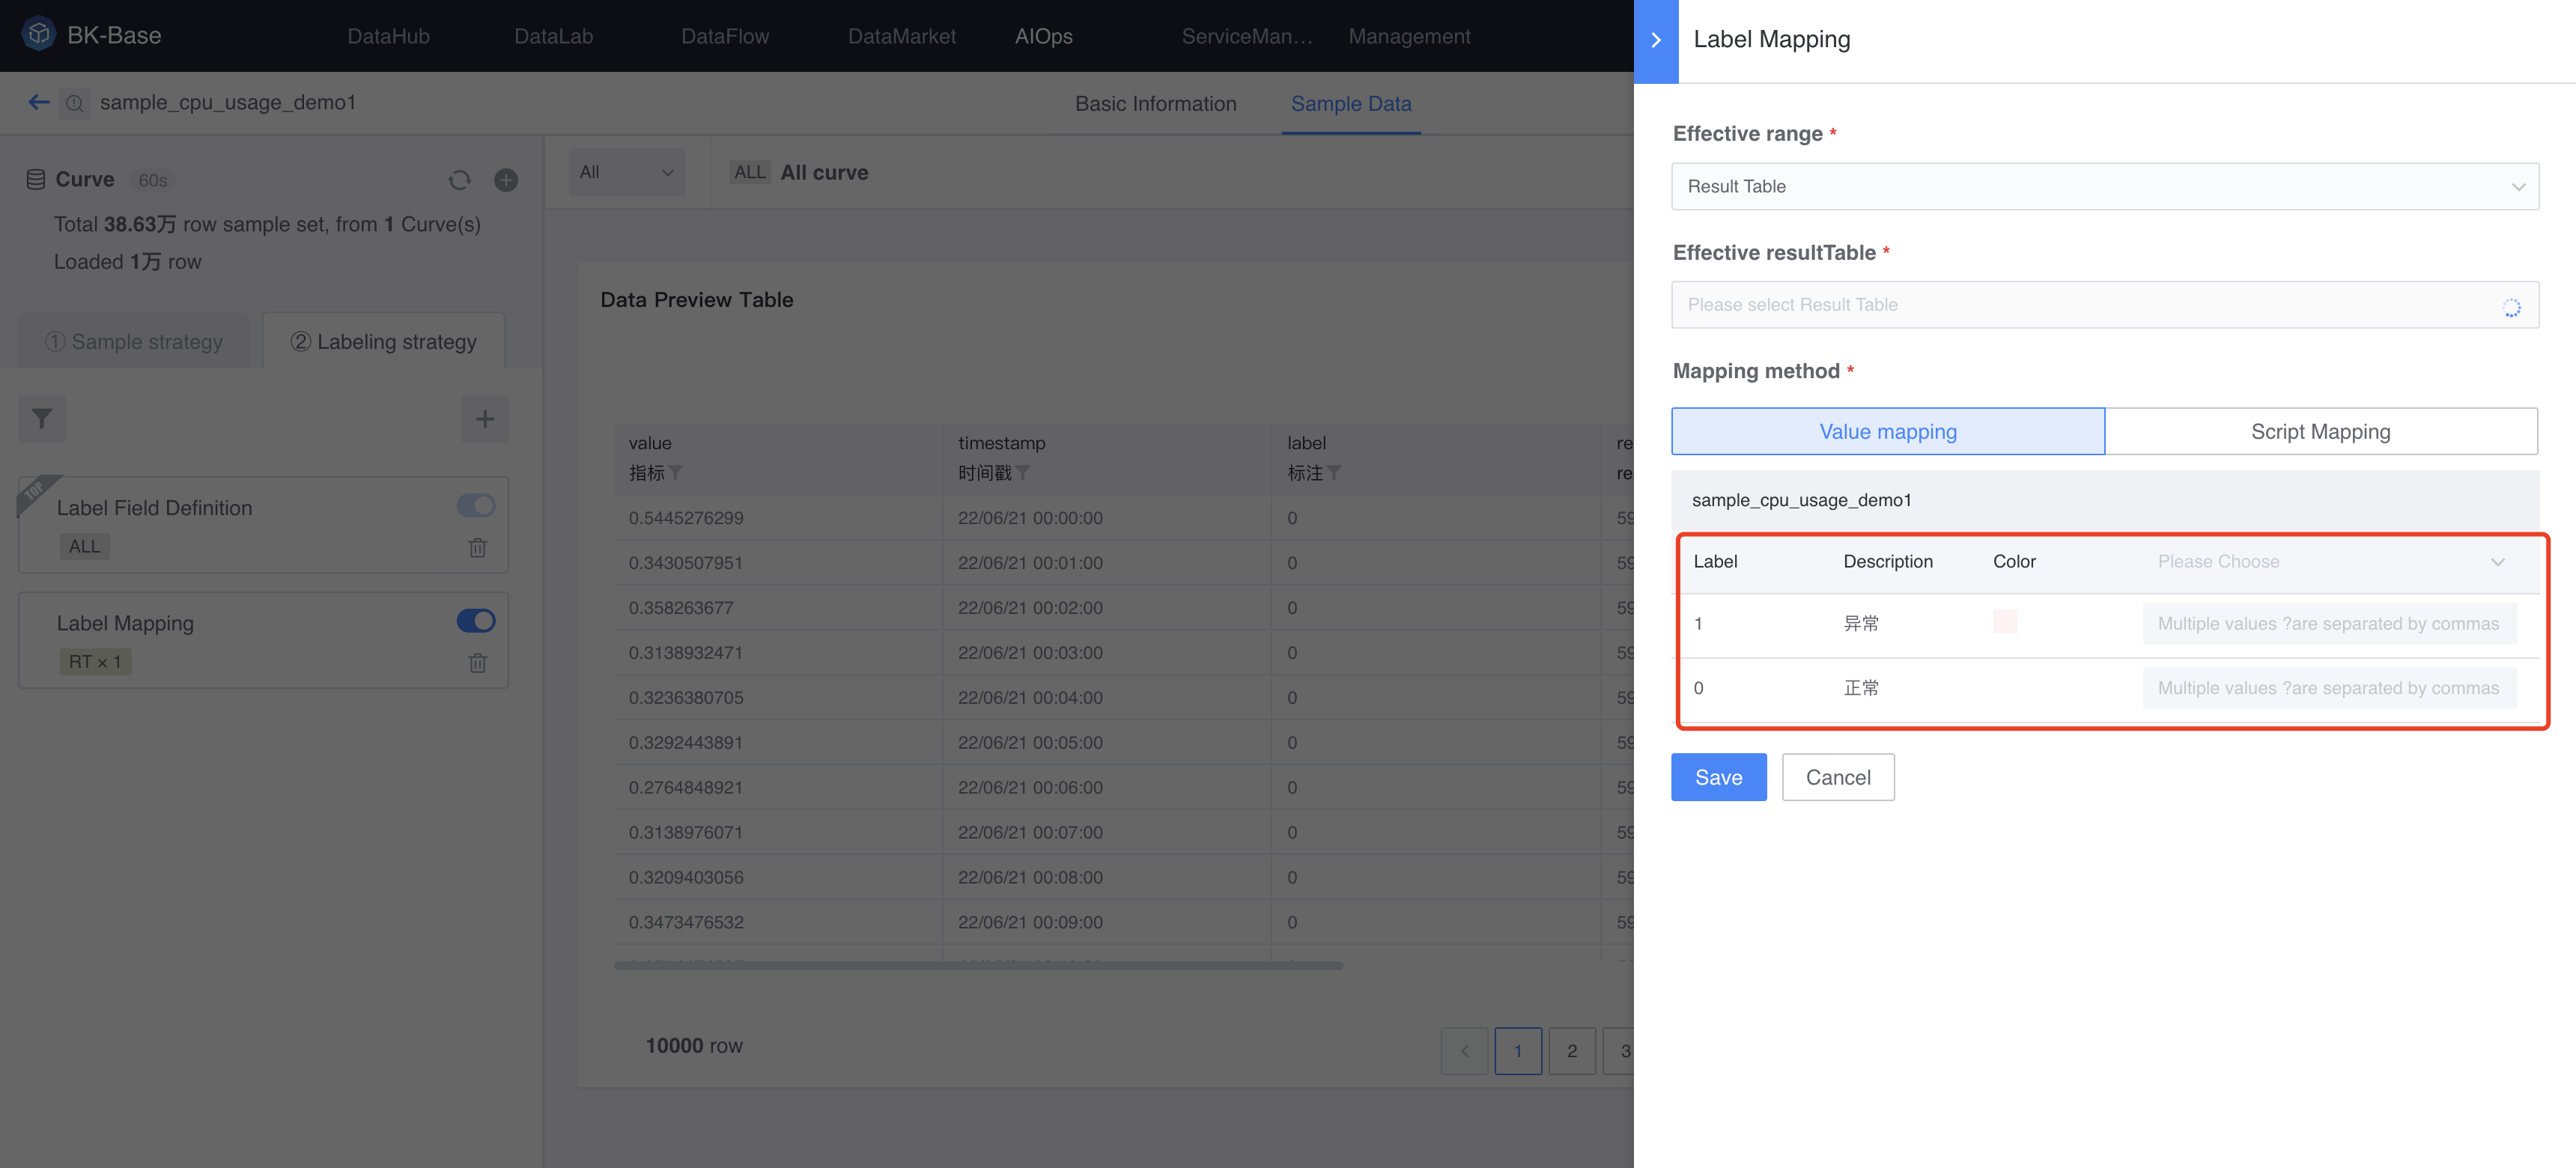 BK-Base
DataHub
DataLab
DataFlow
DataMarket
AIOps
ServiceMan…
Management
sample_cpu_usage_demo1
Basic Information
Sample Data
Curve 60s
Total 38.63万 row sample set, from 1 Curve(s)
Loaded 1万 row
① Sample strategy
② Labeling strategy
TOP
Label Field Definition
ALL
Label Mapping
RT × 1
All
ALL All curve
Data Preview Table
value timestamp label re
指标 时间戳 标注 re
0.5445276299 22/06/21 00:00:00 0 59
0.3430507951 22/06/21 00:01:00 0 59
0.358263677 22/06/21 00:02:00 0 59
0.3138932471 22/06/21 00:03:00 0 59
0.3236380705 22/06/21 00:04:00 0 59
0.3292443891 22/06/21 00:05:00 0 59
0.2764848921 22/06/21 00:06:00 0 59
0.3138976071 22/06/21 00:07:00 0 59
0.3209403056 22/06/21 00:08:00 0 59
0.3473476532 22/06/21 00:09:00 0 59
10000 row
1 2 3
Label Mapping
Effective range *
Result Table
Effective resultTable *
Please select Result Table
Mapping method *
Value mapping
Script Mapping
sample_cpu_usage_demo1
Label Description Color Please Choose
1 异常 Multiple values ?are separated by commas
0 正常 Multiple values ?are separated by commas
Save
Cancel